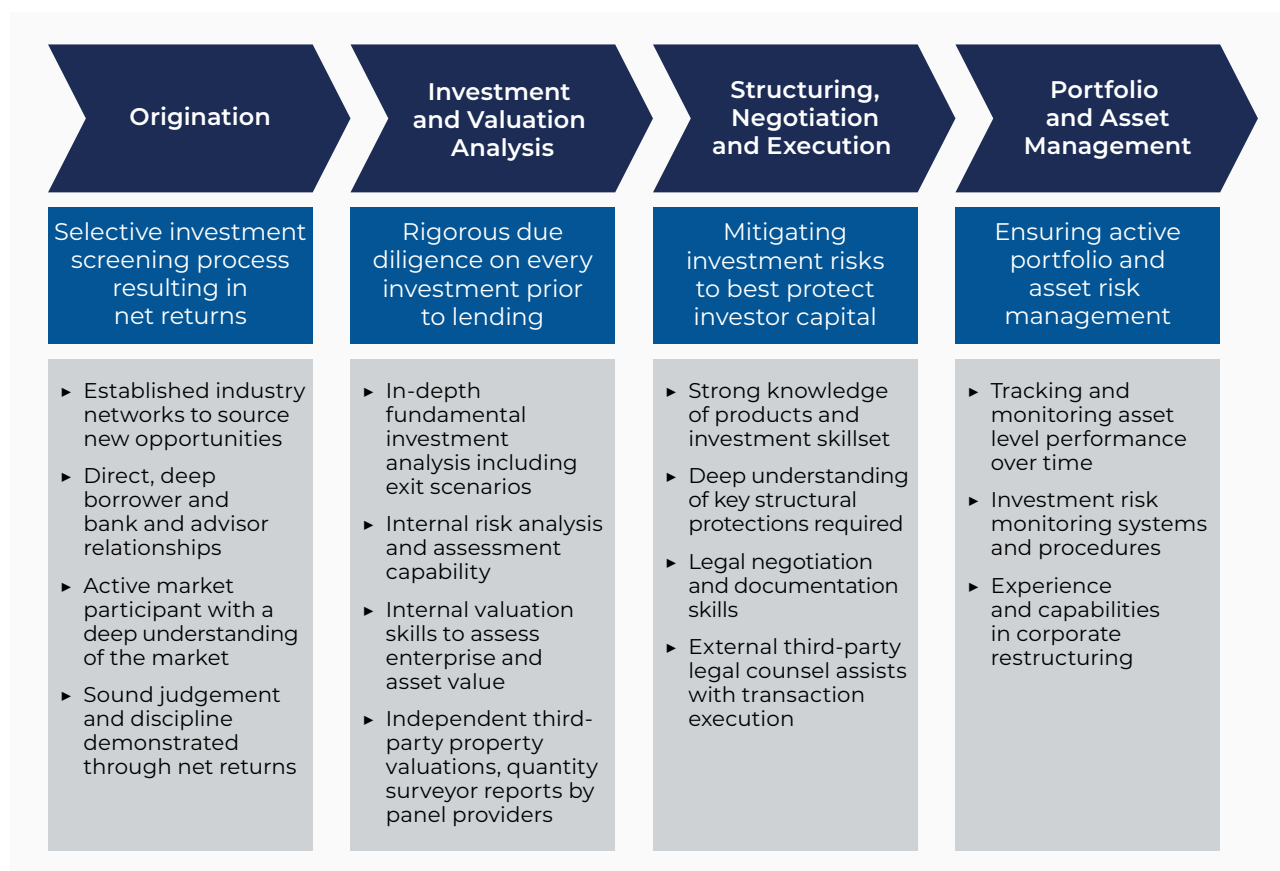 Origination
Selective investment
screening process
resulting in
net returns
▸ Established industry
networks to source
new opportunities
▸ Direct, deep
borrower and
bank and advisor
relationships
▸ Active market
participant with a
deep understanding
of the market
▸ Sound judgement
and discipline
demonstrated
through net returns
Investment
and Valuation
Analysis
Rigorous due
diligence on every
investment prior
to lending
▸ In-depth
fundamental
investment
analysis including
exit scenarios
▸ Internal risk analysis
and assessment
capability
▸ Internal valuation
skills to assess
enterprise and
asset value
▸ Independent third-
party property
valuations, quantity
surveyor reports by
panel providers
Structuring,
Negotiation
and Execution
Mitigating
investment risks
to best protect
investor capital
▸ Strong knowledge
of products and
investment skillset
▸ Deep understanding
of key structural
protections required
▸ Legal negotiation
and documentation
skills
▸ External third-party
legal counsel assists
with transaction
execution
Portfolio
and Asset
Management
Ensuring active
portfolio and
asset risk
management
▸ Tracking and
monitoring asset
level performance
over time
▸ Investment risk
monitoring systems
and procedures
▸ Experience
and capabilities
in corporate
restructuring